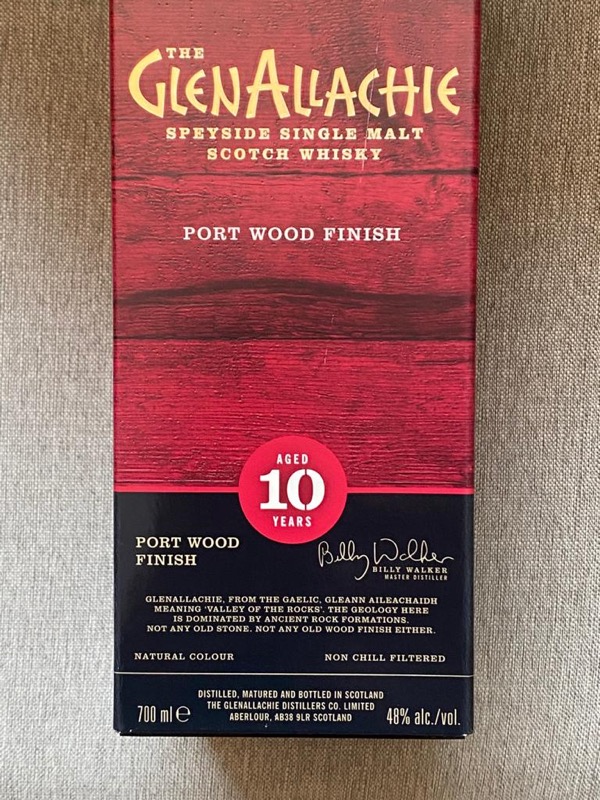 THE
GLENALLACHIE
SPEYSIDE SINGLE MALT
SCOTCH WHISKY
PORT WOOD FINISH
AGED
10
YEARS
PORT WOOD
FINISH
Billy Walker
BILLY WALKER
MASTER DISTILLER
GLENALLACHIE, FROM THE GAELIC, GLEANN AILEACHAIDH
MEANING 'VALLEY OF THE ROCKS'. THE GEOLOGY HERE
IS DOMINATED BY ANCIENT ROCK FORMATIONS.
NOT ANY OLD STONE. NOT ANY OLD WOOD FINISH EITHER.
NATURAL COLOUR
NON CHILL FILTERED
700 ml ℮
DISTILLED, MATURED AND BOTTLED IN SCOTLAND
THE GLENALLACHIE DISTILLERS CO. LIMITED
ABERLOUR, AB38 9LR SCOTLAND
48% alc./vol.